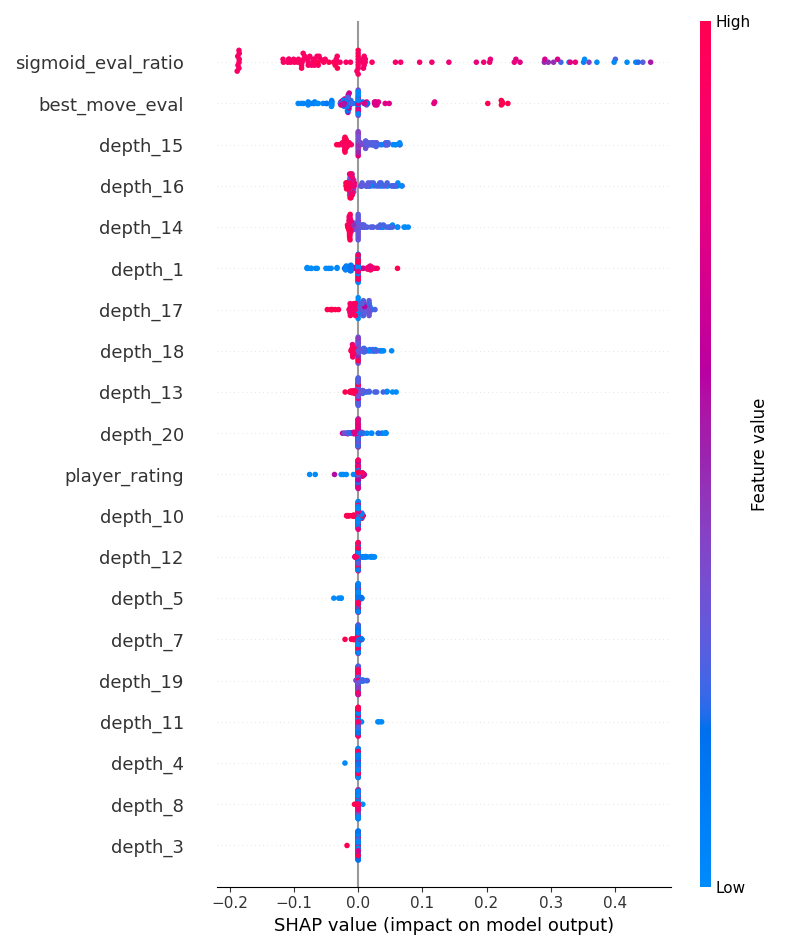 High
sigmoid_eval_ratio
best_move_eval
depth_15
depth_16
depth_14
depth_1
depth_17
depth_18
depth_13
depth_20
player_rating
depth_10
depth_12
depth_5
depth_7
depth_19
depth_11
depth_4
depth_8
depth_3
Feature value
Low
−0.2 −0.1 0.0 0.1 0.2 0.3 0.4
SHAP value (impact on model output)